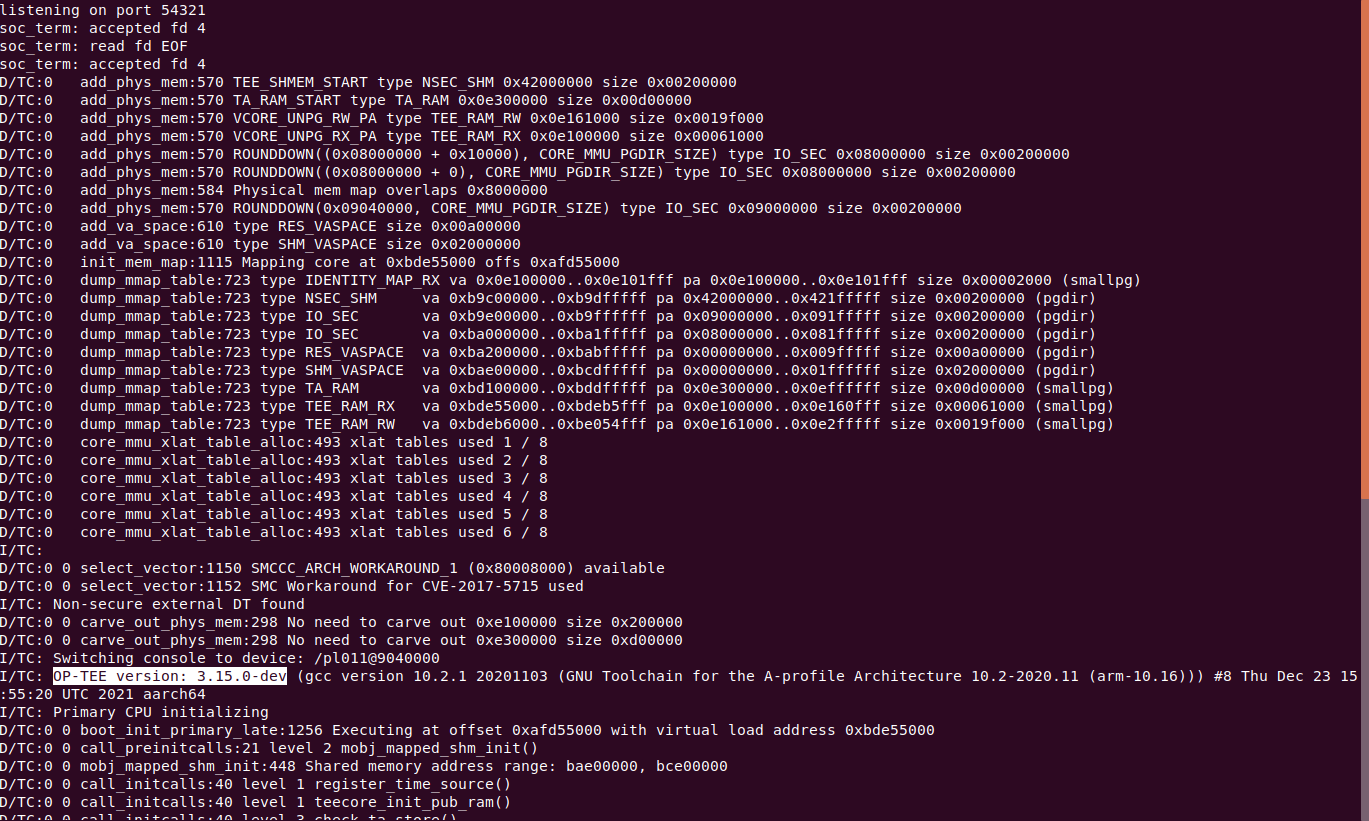 listening on port 54321
soc_term: accepted fd 4
soc_term: read fd EOF
soc_term: accepted fd 4
D/TC:0   add_phys_mem:570 TEE_SHMEM_START type NSEC_SHM 0x42000000 size 0x00200000
D/TC:0   add_phys_mem:570 TA_RAM_START type TA_RAM 0x0e300000 size 0x00d00000
D/TC:0   add_phys_mem:570 VCORE_UNPG_RW_PA type TEE_RAM_RW 0x0e161000 size 0x0019f000
D/TC:0   add_phys_mem:570 VCORE_UNPG_RX_PA type TEE_RAM_RX 0x0e100000 size 0x00061000
D/TC:0   add_phys_mem:570 ROUNDDOWN((0x08000000 + 0x10000), CORE_MMU_PGDIR_SIZE) type IO_SEC 0x08000000 size 0x00200000
D/TC:0   add_phys_mem:570 ROUNDDOWN((0x08000000 + 0), CORE_MMU_PGDIR_SIZE) type IO_SEC 0x08000000 size 0x00200000
D/TC:0   add_phys_mem:584 Physical mem map overlaps 0x8000000
D/TC:0   add_phys_mem:570 ROUNDDOWN(0x09040000, CORE_MMU_PGDIR_SIZE) type IO_SEC 0x09000000 size 0x00200000
D/TC:0   add_va_space:610 type RES_VASPACE size 0x00a00000
D/TC:0   add_va_space:610 type SHM_VASPACE size 0x02000000
D/TC:0   init_mem_map:1115 Mapping core at 0xbde55000 offs 0xafd55000
D/TC:0   dump_mmap_table:723 type IDENTITY_MAP_RX va 0x0e100000..0x0e101fff pa 0x0e100000..0x0e101fff size 0x00002000 (smallpg)
D/TC:0   dump_mmap_table:723 type NSEC_SHM     va 0xb9c00000..0xb9dfffff pa 0x42000000..0x421fffff size 0x00200000 (pgdir)
D/TC:0   dump_mmap_table:723 type IO_SEC       va 0xb9e00000..0xb9ffffff pa 0x09000000..0x091fffff size 0x00200000 (pgdir)
D/TC:0   dump_mmap_table:723 type IO_SEC       va 0xba000000..0xba1fffff pa 0x08000000..0x081fffff size 0x00200000 (pgdir)
D/TC:0   dump_mmap_table:723 type RES_VASPACE  va 0xba200000..0xbabfffff pa 0x00000000..0x009fffff size 0x00a00000 (pgdir)
D/TC:0   dump_mmap_table:723 type SHM_VASPACE  va 0xbae00000..0xbcdfffff pa 0x00000000..0x01ffffff size 0x02000000 (pgdir)
D/TC:0   dump_mmap_table:723 type TA_RAM       va 0xbd100000..0xbddfffff pa 0x0e300000..0x0effffff size 0x00d00000 (smallpg)
D/TC:0   dump_mmap_table:723 type TEE_RAM_RX   va 0xbde55000..0xbdeb5fff pa 0x0e100000..0x0e160fff size 0x00061000 (smallpg)
D/TC:0   dump_mmap_table:723 type TEE_RAM_RW   va 0xbdeb6000..0xbe054fff pa 0x0e161000..0x0e2fffff size 0x0019f000 (smallpg)
D/TC:0   core_mmu_xlat_table_alloc:493 xlat tables used 1 / 8
D/TC:0   core_mmu_xlat_table_alloc:493 xlat tables used 2 / 8
D/TC:0   core_mmu_xlat_table_alloc:493 xlat tables used 3 / 8
D/TC:0   core_mmu_xlat_table_alloc:493 xlat tables used 4 / 8
D/TC:0   core_mmu_xlat_table_alloc:493 xlat tables used 5 / 8
D/TC:0   core_mmu_xlat_table_alloc:493 xlat tables used 6 / 8
I/TC:
D/TC:0 0 select_vector:1150 SMCCC_ARCH_WORKAROUND_1 (0x80008000) available
D/TC:0 0 select_vector:1152 SMC Workaround for CVE-2017-5715 used
I/TC: Non-secure external DT found
D/TC:0 0 carve_out_phys_mem:298 No need to carve out 0xe100000 size 0x200000
D/TC:0 0 carve_out_phys_mem:298 No need to carve out 0xe300000 size 0xd00000
I/TC: Switching console to device: /pl011@9040000
I/TC: OP-TEE version: 3.15.0-dev (gcc version 10.2.1 20201103 (GNU Toolchain for the A-profile Architecture 10.2-2020.11 (arm-10.16))) #8 Thu Dec 23 15
:55:20 UTC 2021 aarch64
I/TC: Primary CPU initializing
D/TC:0 0 boot_init_primary_late:1256 Executing at offset 0xafd55000 with virtual load address 0xbde55000
D/TC:0 0 call_preinitcalls:21 level 2 mobj_mapped_shm_init()
D/TC:0 0 mobj_mapped_shm_init:448 Shared memory address range: bae00000, bce00000
D/TC:0 0 call_initcalls:40 level 1 register_time_source()
D/TC:0 0 call_initcalls:40 level 1 teecore_init_pub_ram()
D/TC:0 0 call_initcalls:40 level 3 check_ta_store()